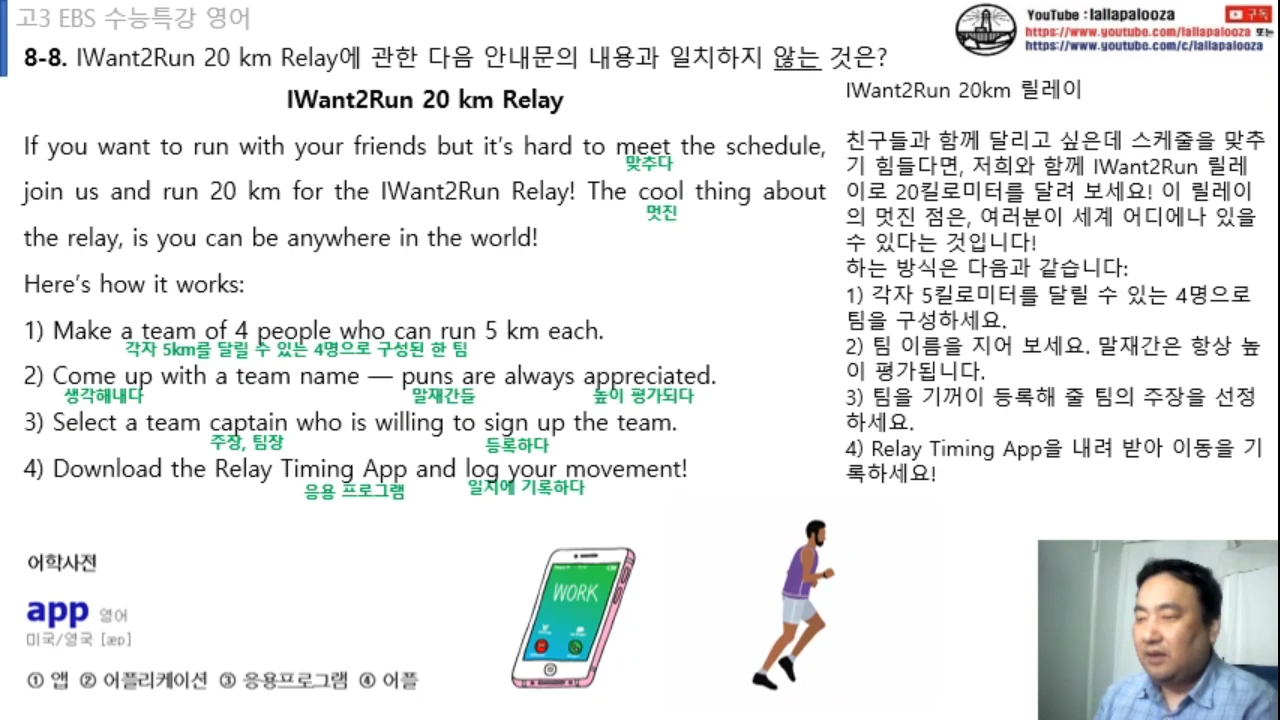 고3 EBS 수능특강 영어
YouTube : lallapalooza
구독
https://www.youtube.com/lallapalooza 또는
https://www.youtube.com/c/lallapalooza
8-8. IWant2Run 20 km Relay에 관한 다음 안내문의 내용과 일치하지 않는 것은?
IWant2Run 20 km Relay
If you want to run with your friends but it's hard to meet the schedule,
맞추다
join us and run 20 km for the IWant2Run Relay! The cool thing about
멋진
the relay, is you can be anywhere in the world!
Here's how it works:
1) Make a team of 4 people who can run 5 km each.
각자 5km를 달릴 수 있는 4명으로 구성된 한 팀
2) Come up with a team name — puns are always appreciated.
생각해내다 말재간들 높이 평가되다
3) Select a team captain who is willing to sign up the team.
주장, 팀장 등록하다
4) Download the Relay Timing App and log your movement!
응용 프로그램 일지에 기록하다
IWant2Run 20km 릴레이
친구들과 함께 달리고 싶은데 스케줄을 맞추
기 힘들다면, 저희와 함께 IWant2Run 릴레
이로 20킬로미터를 달려 보세요! 이 릴레이
의 멋진 점은, 여러분이 세계 어디에나 있을
수 있다는 것입니다!
하는 방식은 다음과 같습니다:
1) 각자 5킬로미터를 달릴 수 있는 4명으로
팀을 구성하세요.
2) 팀 이름을 지어 보세요. 말재간은 항상 높
이 평가됩니다.
3) 팀을 기꺼이 등록해 줄 팀의 주장을 선정
하세요.
4) Relay Timing App을 내려 받아 이동을 기
록하세요!
어학사전
app 영어
미국/영국 [æp]
① 앱 ② 어플리케이션 ③ 응용프로그램 ④ 어플
WORK